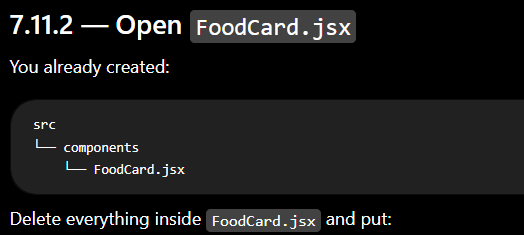 7.11.2 — Open FoodCard.jsx
You already created:
src
└── components
    └── FoodCard.jsx
Delete everything inside FoodCard.jsx and put: